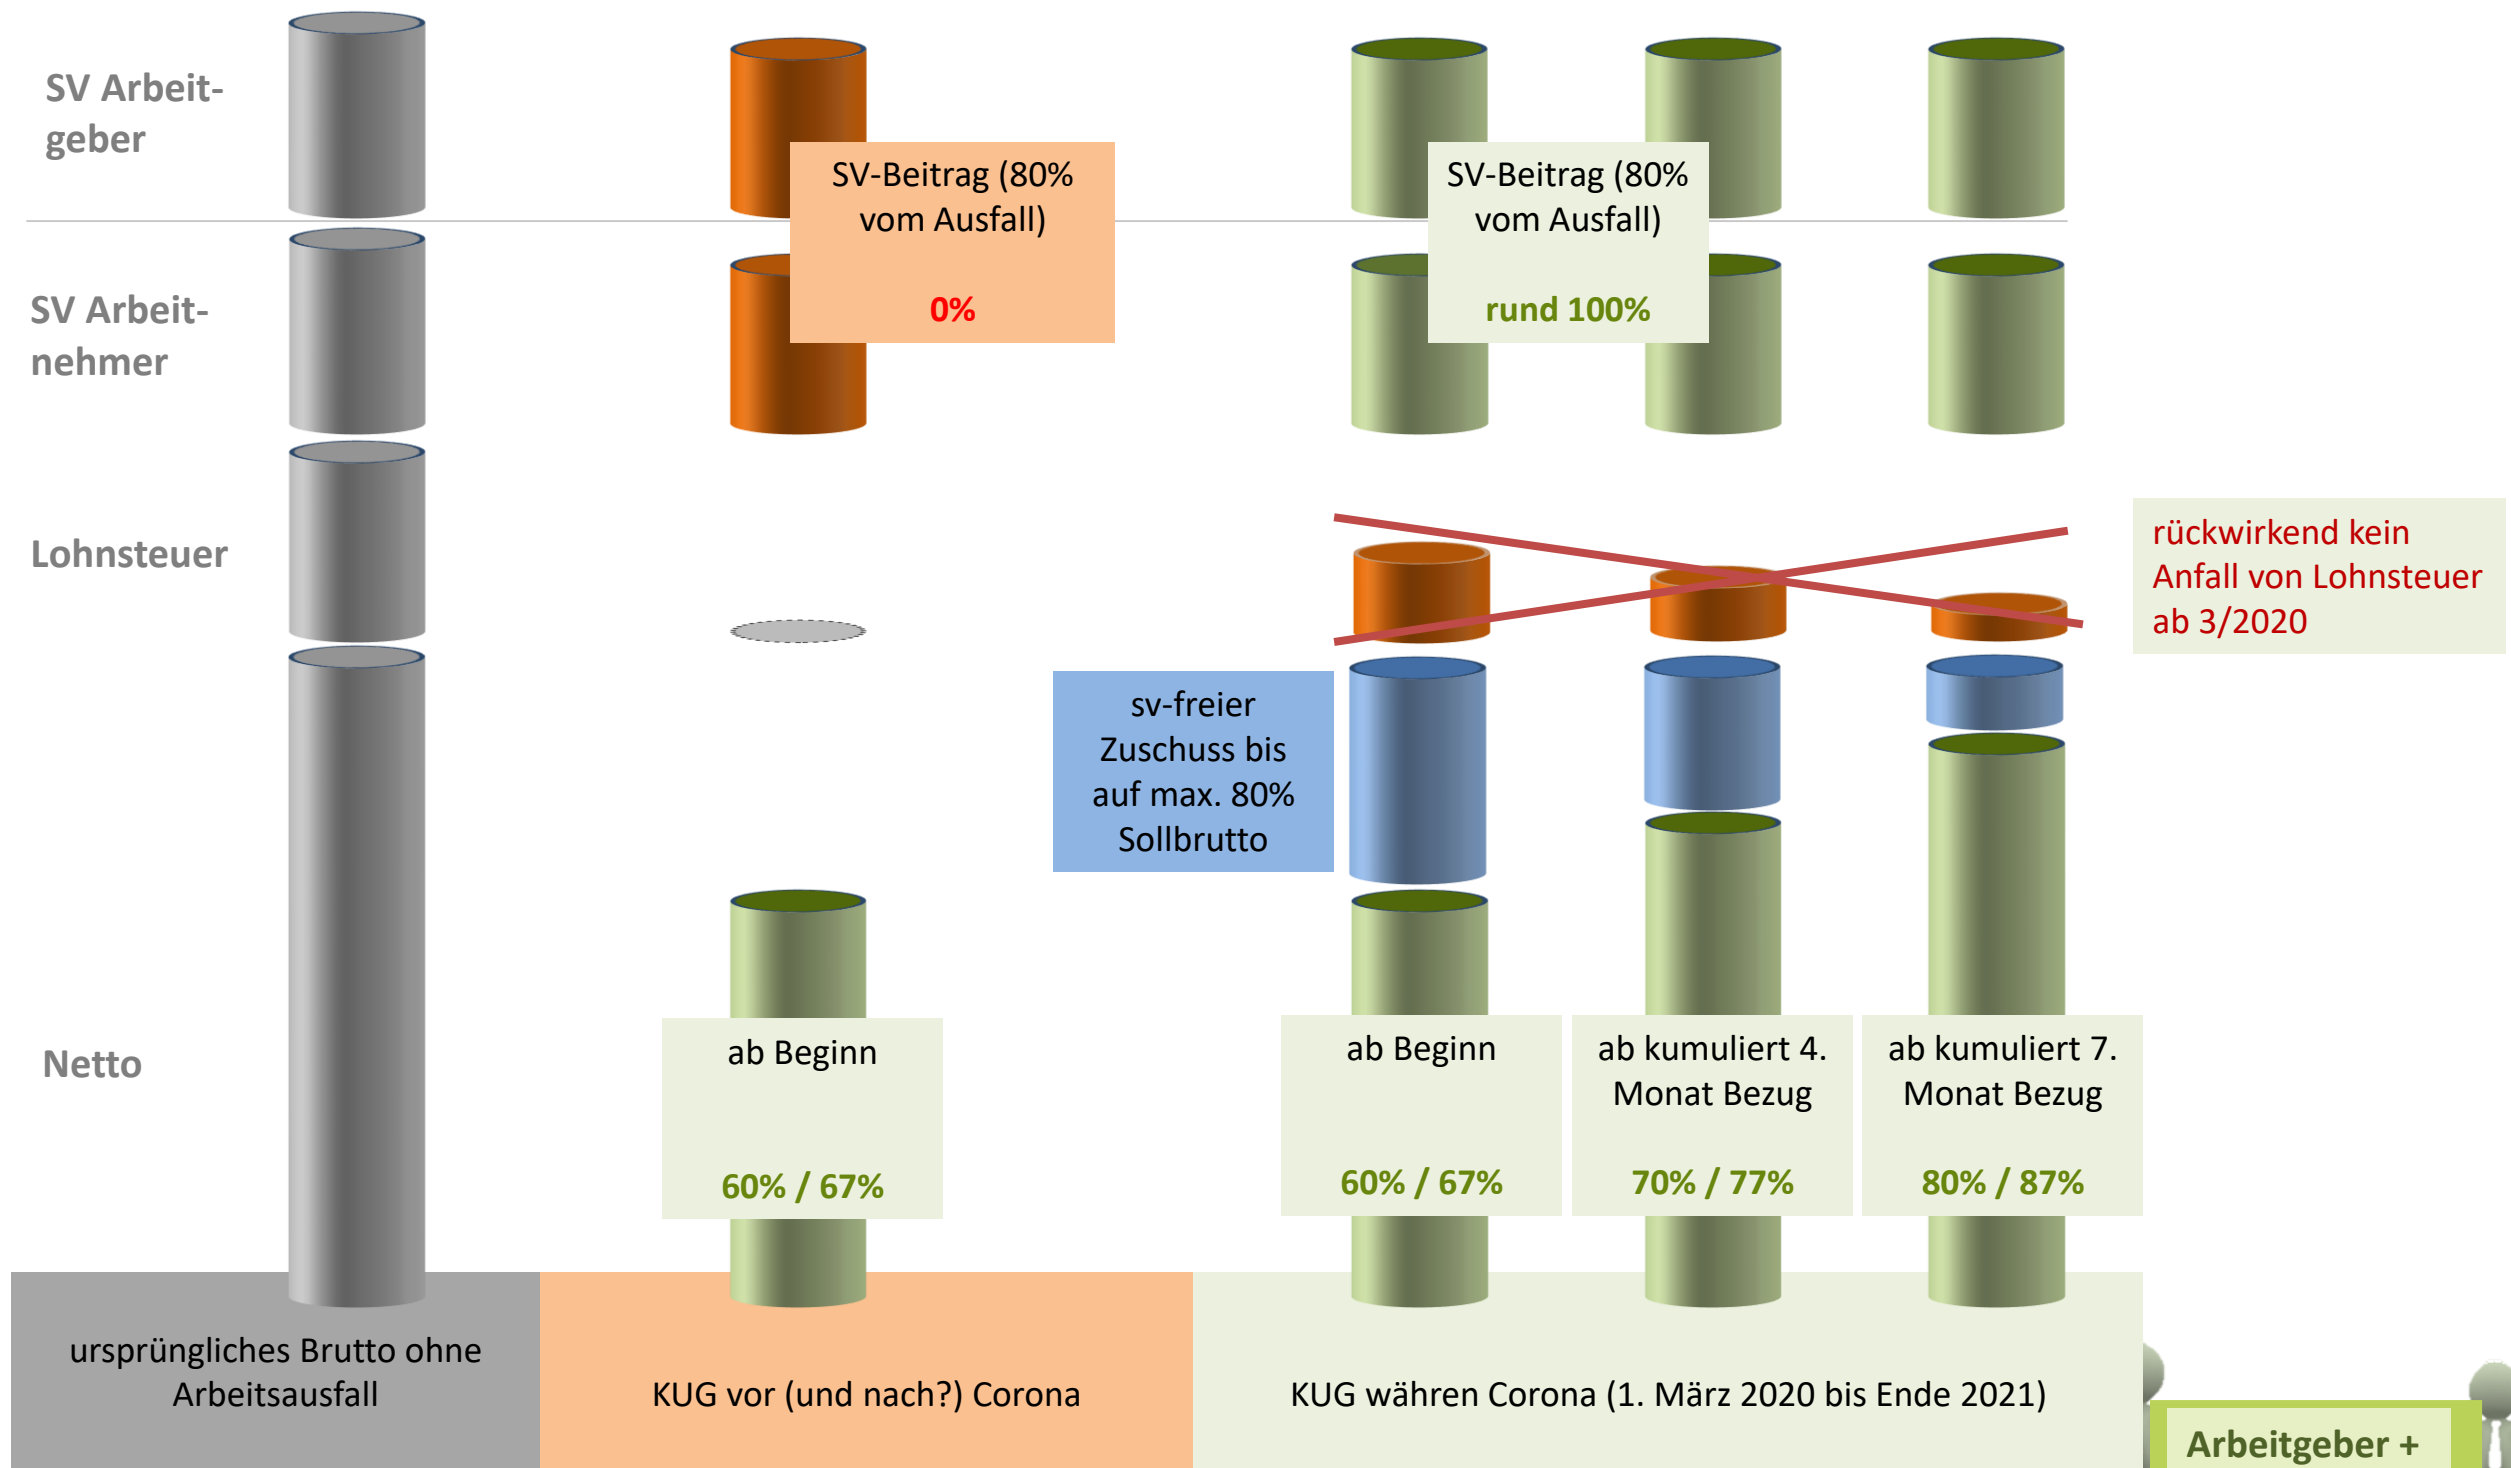 SV Arbeit-
geber
SV-Beitrag (80%
vom Ausfall)
0%
SV-Beitrag (80%
vom Ausfall)
rund 100%
SV Arbeit-
nehmer
Lohnsteuer
rückwirkend kein
Anfall von Lohnsteuer
ab 3/2020
sv-freier
Zuschuss bis
auf max. 80%
Sollbrutto
Netto
ab Beginn
60% / 67%
ab Beginn
60% / 67%
ab kumuliert 4.
Monat Bezug
70% / 77%
ab kumuliert 7.
Monat Bezug
80% / 87%
ursprüngliches Brutto ohne
Arbeitsausfall
KUG vor (und nach?) Corona
KUG währen Corona (1. März 2020 bis Ende 2021)
Arbeitgeber +